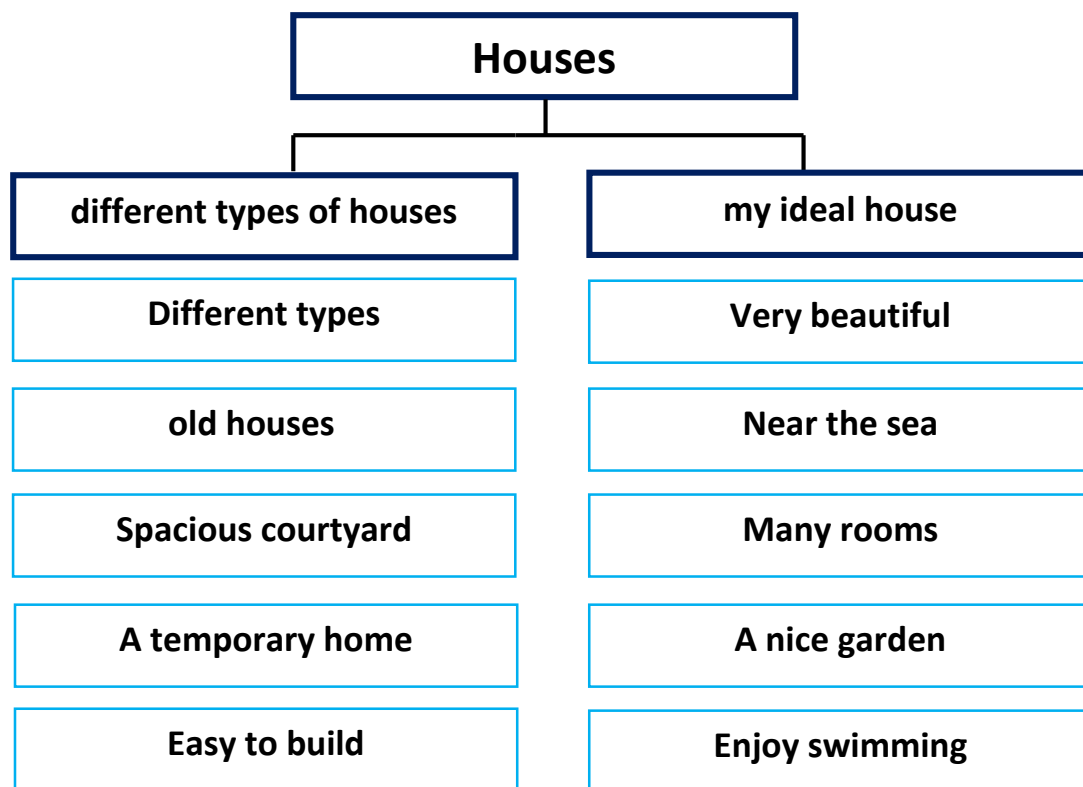 Houses
different types of houses
my ideal house
Different types
Very beautiful
old houses
Near the sea
Spacious courtyard
Many rooms
A temporary home
A nice garden
Easy to build
Enjoy swimming